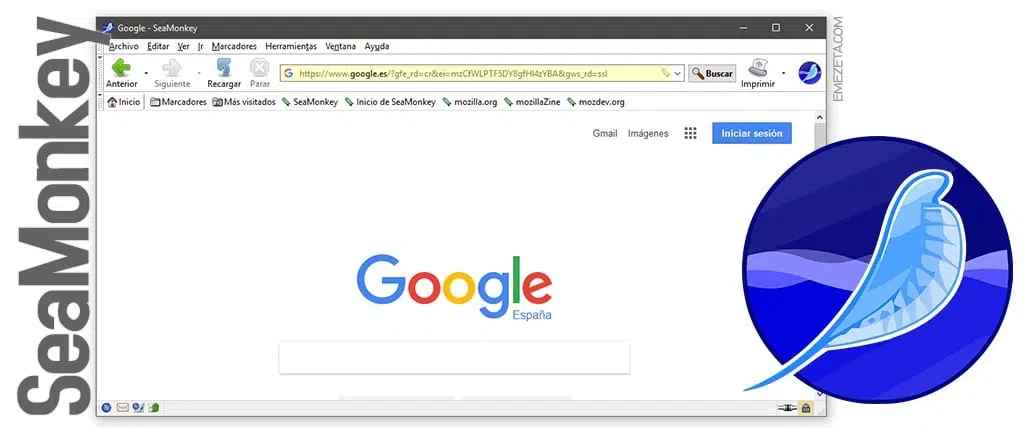 SeaMonkey
Google - SeaMonkey
Archivo Editar Ver Ir Marcadores Herramientas Ventana Ayuda
Anterior Siguiente Recargar Parar
https://www.google.es/?gfe_rd=cr&ei=mzCfWLPTF5DY8gfHl4zYBA&gws_rd=ssl
Buscar Imprimir
Inicio Marcadores Más visitados SeaMonkey Inicio de SeaMonkey mozilla.org mozillaZine mozdev.org
Gmail Imágenes Iniciar sesión
Google
España
EMEZETA.COM